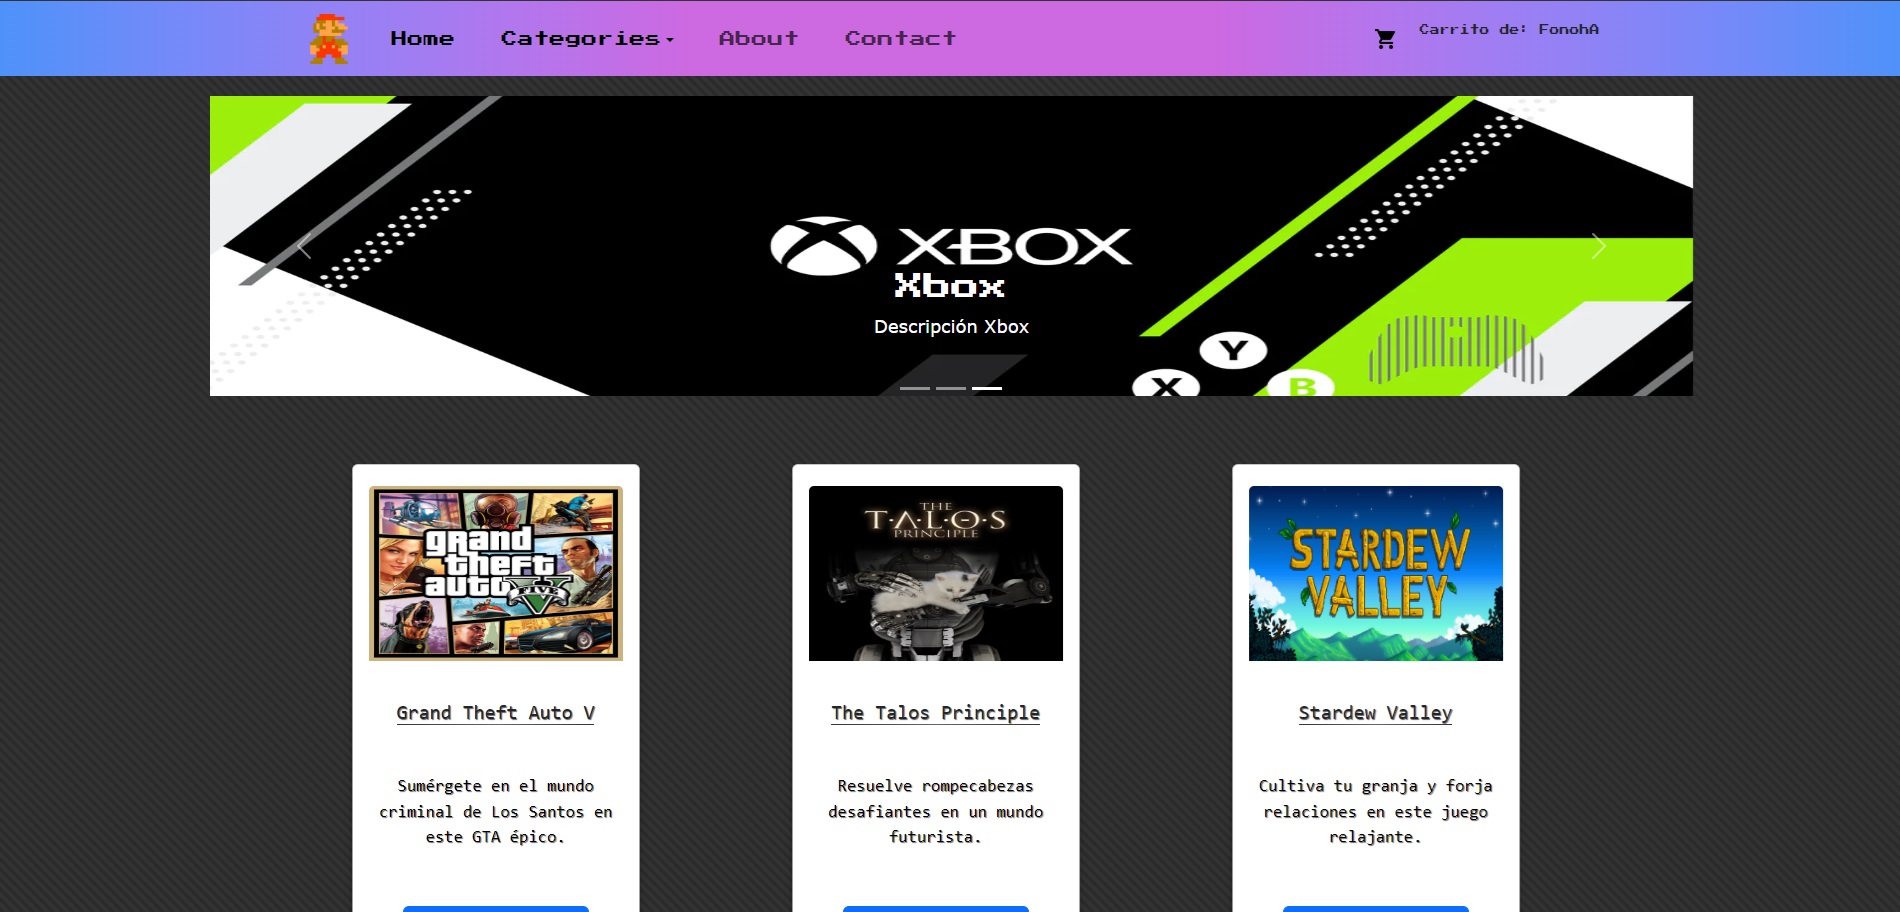 Home Categories About Contact Carrito de: FonohA
XBOX
Xbox
Descripción Xbox
Y
X B
grand
theft
auto
FIVE
THE
T·A·L·O·S
PRINCIPLE
STARDEW
VALLEY
Grand Theft Auto V
The Talos Principle
Stardew Valley
Sumérgete en el mundo
criminal de Los Santos en
este GTA épico.
Resuelve rompecabezas
desafiantes en un mundo
futurista.
Cultiva tu granja y forja
relaciones en este juego
relajante.